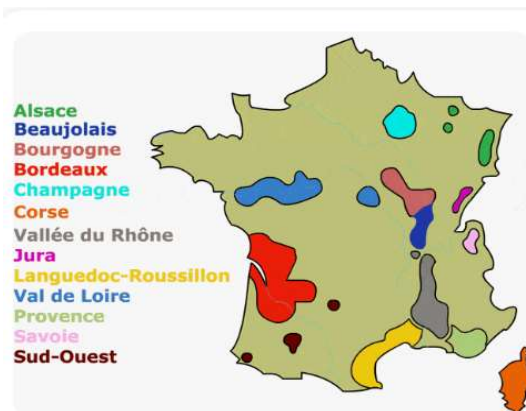 Alsace
Beaujolais
Bourgogne
Bordeaux
Champagne
Corse
Vallée du Rhône
Jura
Languedoc-Roussillon
Val de Loire
Provence
Savoie
Sud-Ouest